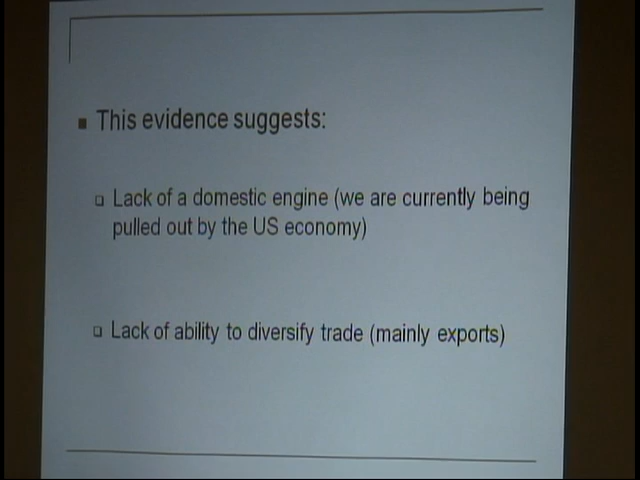 This evidence suggests:
Lack of a domestic engine (we are currently being
pulled out by the US economy)
Lack of ability to diversify trade (mainly exports)